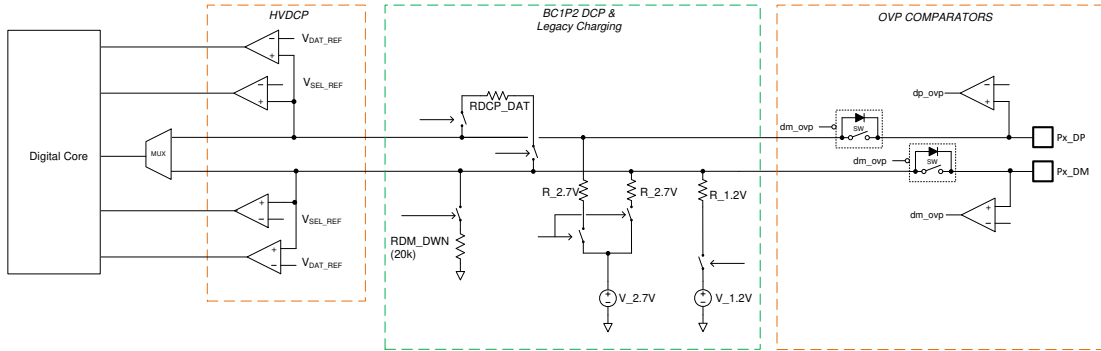 HVDCP
BC1P2 DCP &
Legacy Charging
OVP COMPARATORS
Digital Core
MUX
VDAT_REF
VSEL_REF
VSEL_REF
VDAT_REF
RDCP_DAT
RDM_DWN
(20k)
R_2.7V
R_2.7V
R_1.2V
V_2.7V
V_1.2V
dm_ovp
SW
dm_ovp
SW
dp_ovp
dm_ovp
Px_DP
Px_DM